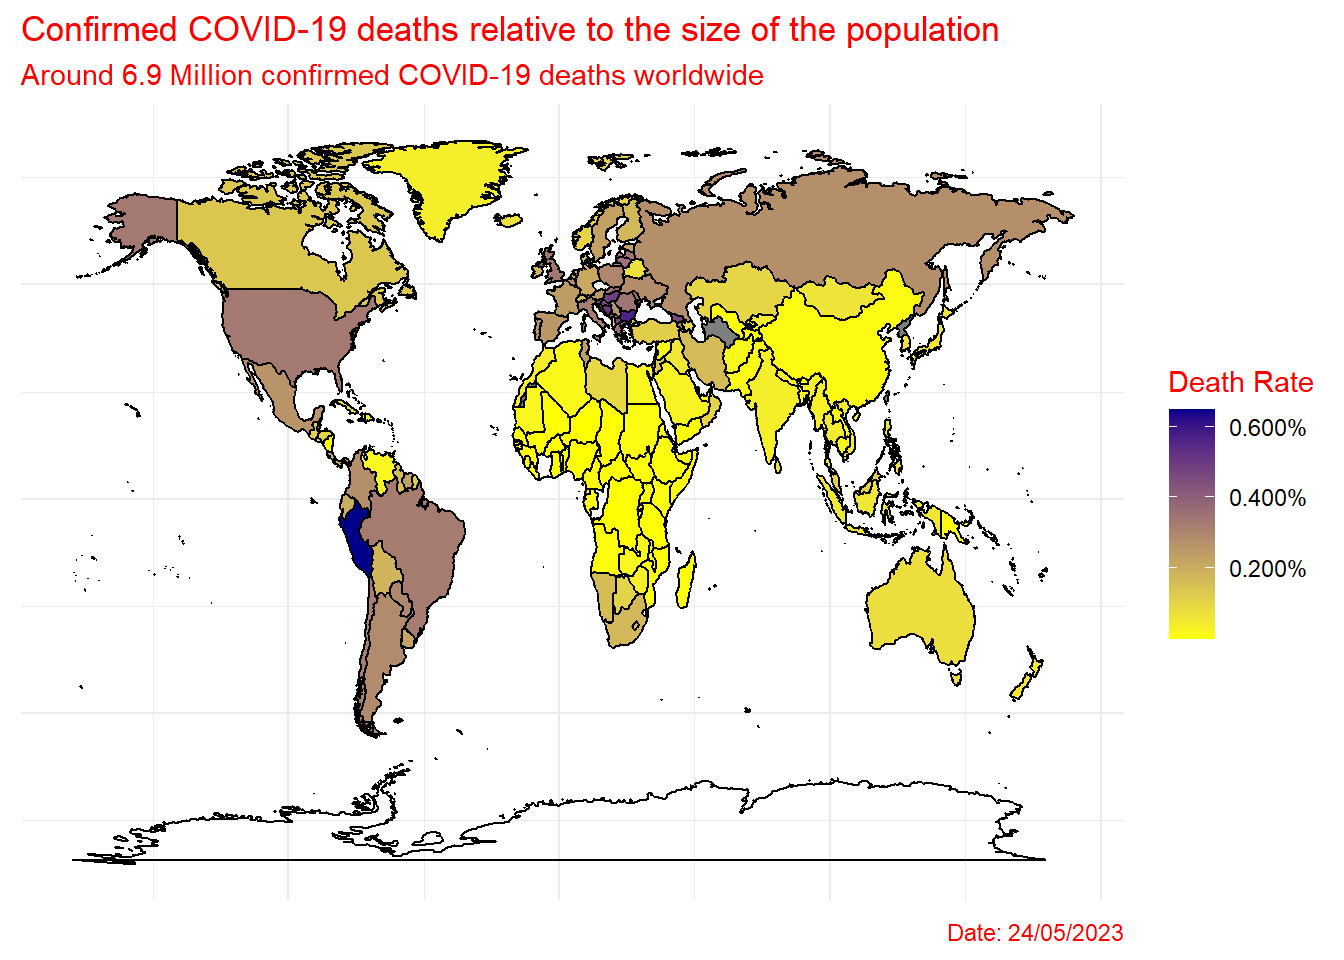 Confirmed COVID-19 deaths relative to the size of the population
Around 6.9 Million confirmed COVID-19 deaths worldwide
Death Rate
0.600%
0.400%
0.200%
Date: 24/05/2023